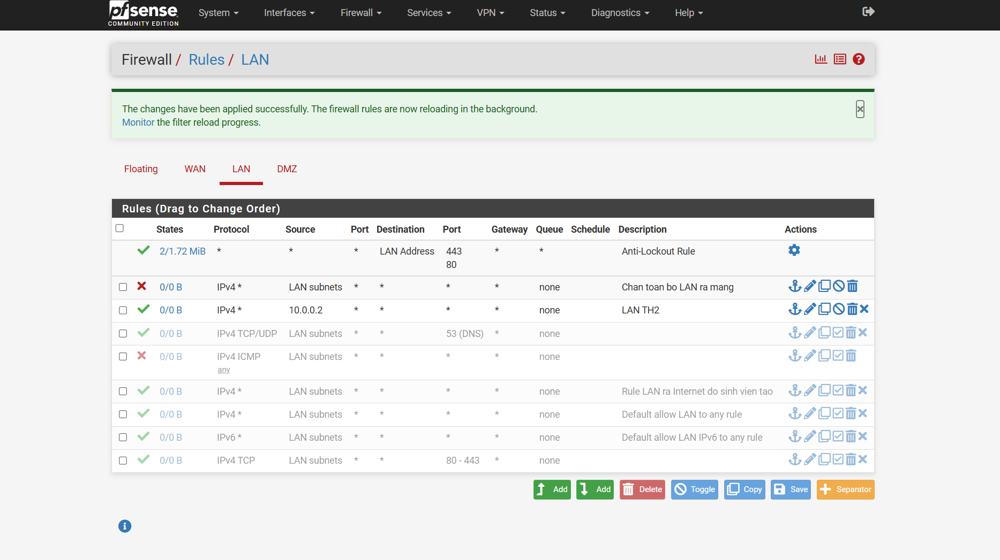 pfsense
COMMUNITY EDITION
System Interfaces Firewall Services VPN Status Diagnostics Help
Firewall / Rules / LAN
The changes have been applied successfully. The firewall rules are now reloading in the background.
Monitor the filter reload progress.
Floating WAN LAN DMZ
Rules (Drag to Change Order)
States Protocol Source Port Destination Port Gateway Queue Schedule Description Actions
2/1.72 MiB * * * LAN Address 443 * * Anti-Lockout Rule
80
0/0 B IPv4 * LAN subnets * * * * none Chan toan bo LAN ra mang
0/0 B IPv4 * 10.0.0.2 * * * * none LAN TH2
0/0 B IPv4 TCP/UDP LAN subnets * * 53 (DNS) * none
0/0 B IPv4 ICMP LAN subnets * * * * none
any
0/0 B IPv4 * LAN subnets * * * * none Rule LAN ra Internet do sinh vien tao
0/0 B IPv4 * LAN subnets * * * * none Default allow LAN to any rule
0/0 B IPv6 * LAN subnets * * * * none Default allow LAN IPv6 to any rule
0/0 B IPv4 TCP LAN subnets * * 80 - 443 * none
Add Add Delete Toggle Copy Save Separator